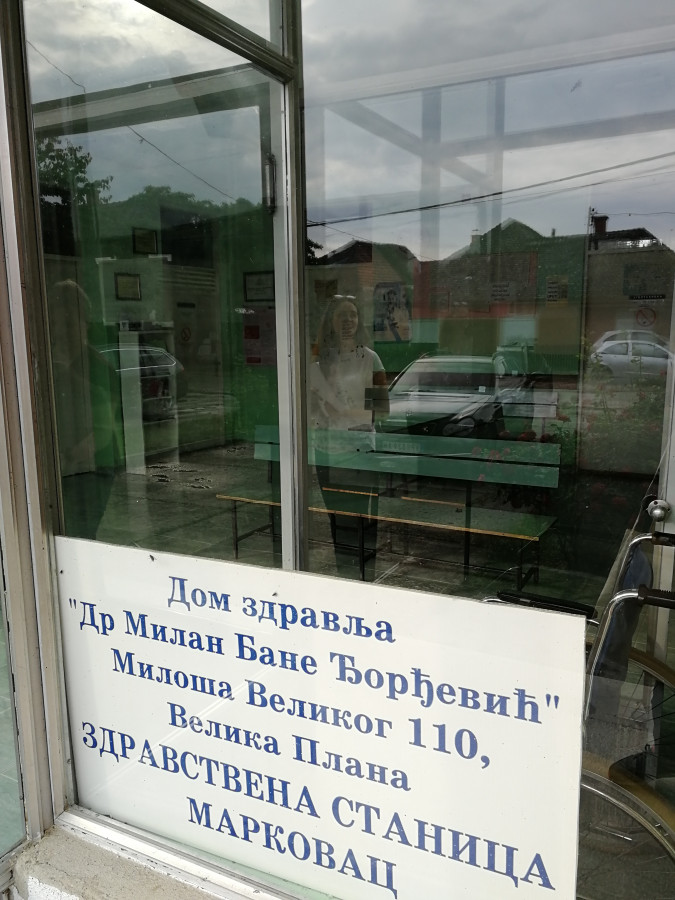 Дом здравља
"Др Милан Бане Ђорђевић"
Милоша Великог 110,
Велика Плана
ЗДРАВСТВЕНА СТАНИЦА
МАРКОВАЦ